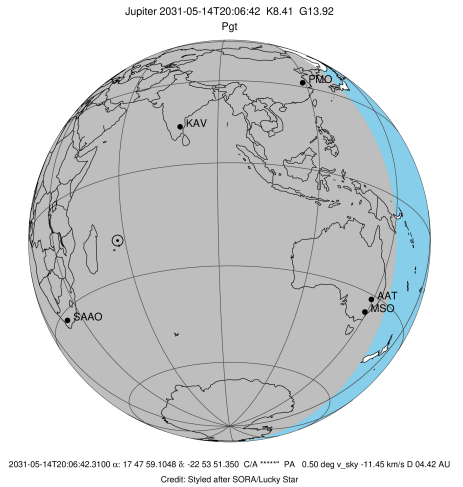 Jupiter 2031-05-14T20:06:42 K8.41 G13.92
Pgt
PMO
KAV
AAT
MSO
SAAO
2031-05-14T20:06:42.3100 α: 17 47 59.1048 δ: -22 53 51.350 C/A *****" PA 0.50 deg v_sky -11.45 km/s D 04.42 AU
Credit: Styled after SORA/Lucky Star